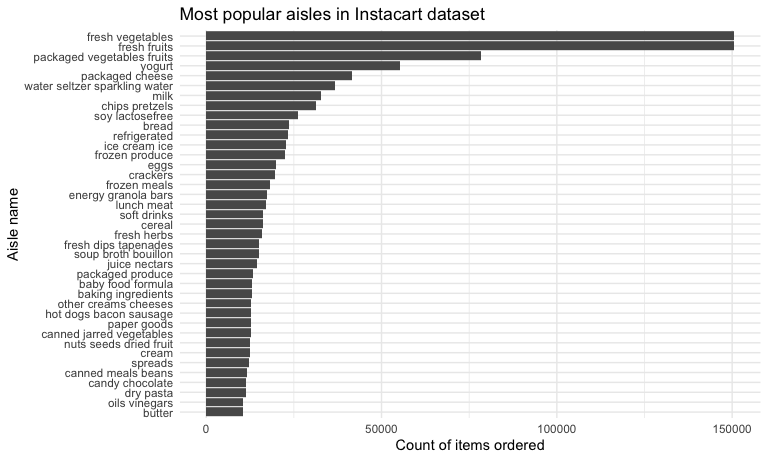 Most popular aisles in Instacart dataset
Aisle name
fresh vegetables
fresh fruits
packaged vegetables fruits
yogurt
packaged cheese
water seltzer sparkling water
milk
chips pretzels
soy lactosefree
bread
refrigerated
ice cream ice
frozen produce
eggs
crackers
frozen meals
energy granola bars
lunch meat
soft drinks
cereal
fresh herbs
fresh dips tapenades
soup broth bouillon
juice nectars
packaged produce
baby food formula
baking ingredients
other creams cheeses
hot dogs bacon sausage
paper goods
canned jarred vegetables
nuts seeds dried fruit
cream
spreads
canned meals beans
candy chocolate
dry pasta
oils vinegars
butter
0 50000 100000 150000
Count of items ordered